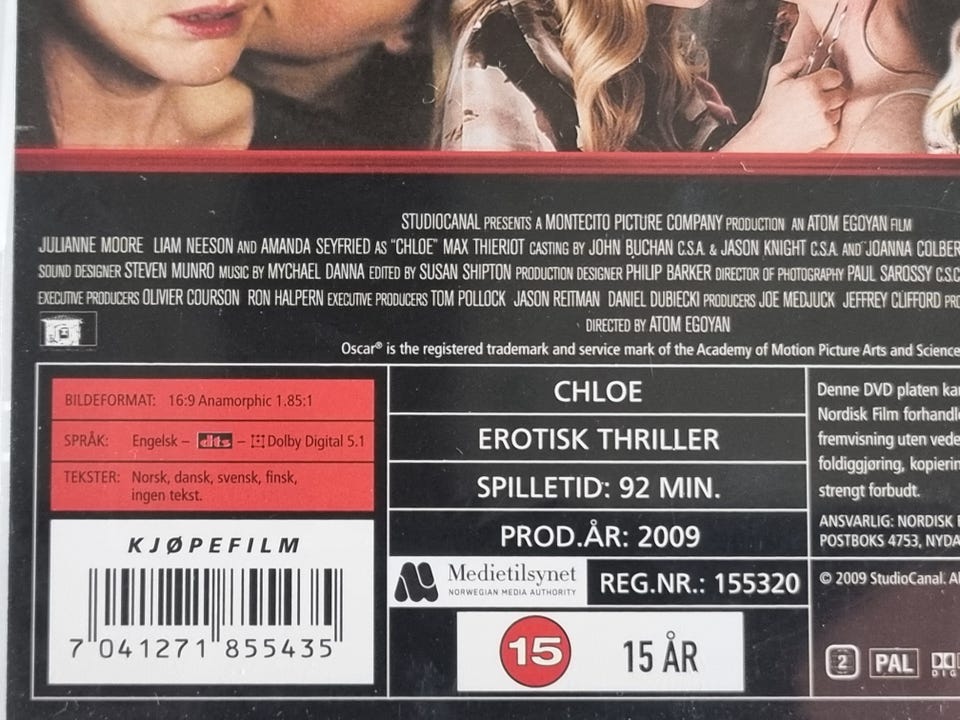 STUDIOCANAL PRESENTS A MONTECITO PICTURE COMPANY PRODUCTION AN ATOM EGOYAN FILM
JULIANNE MOORE LIAM NEESON AND AMANDA SEYFRIED AS "CHLOE" MAX THIERIOT CASTING BY JOHN BUCHAN C.S.A. & JASON KNIGHT C.S.A. AND JOANNA COLBER
SOUND DESIGNER STEVEN MUNRO MUSIC BY MYCHAEL DANNA EDITED BY SUSAN SHIPTON PRODUCTION DESIGNER PHILIP BARKER DIRECTOR OF PHOTOGRAPHY PAUL SAROSSY C.S.C
EXECUTIVE PRODUCERS OLIVIER COURSON RON HALPERN EXECUTIVE PRODUCERS TOM POLLOCK JASON REITMAN DANIEL DUBIECKI PRODUCERS JOE MEDJUCK JEFFREY CLIFFORD PRO
DIRECTED BY ATOM EGOYAN
Oscar® is the registered trademark and service mark of the Academy of Motion Picture Arts and Science
BILDEFORMAT: 16:9 Anamorphic 1.85:1
SPRÅK: Engelsk – dts – Dolby Digital 5.1
TEKSTER: Norsk, dansk, svensk, finsk,
ingen tekst.
KJØPEFILM
7 041271 855435
CHLOE
EROTISK THRILLER
SPILLETID: 92 MIN.
PROD.ÅR: 2009
Medietilsynet
NORWEGIAN MEDIA AUTHORITY
REG.NR.: 155320
15 15 ÅR
Denne DVD platen ka
Nordisk Film forhandle
fremvisning uten vede
foldiggjøring, kopierin
strengt forbudt.
ANSVARLIG: NORDISK
POSTBOKS 4753, NYDA
© 2009 StudioCanal. Al
2 PAL